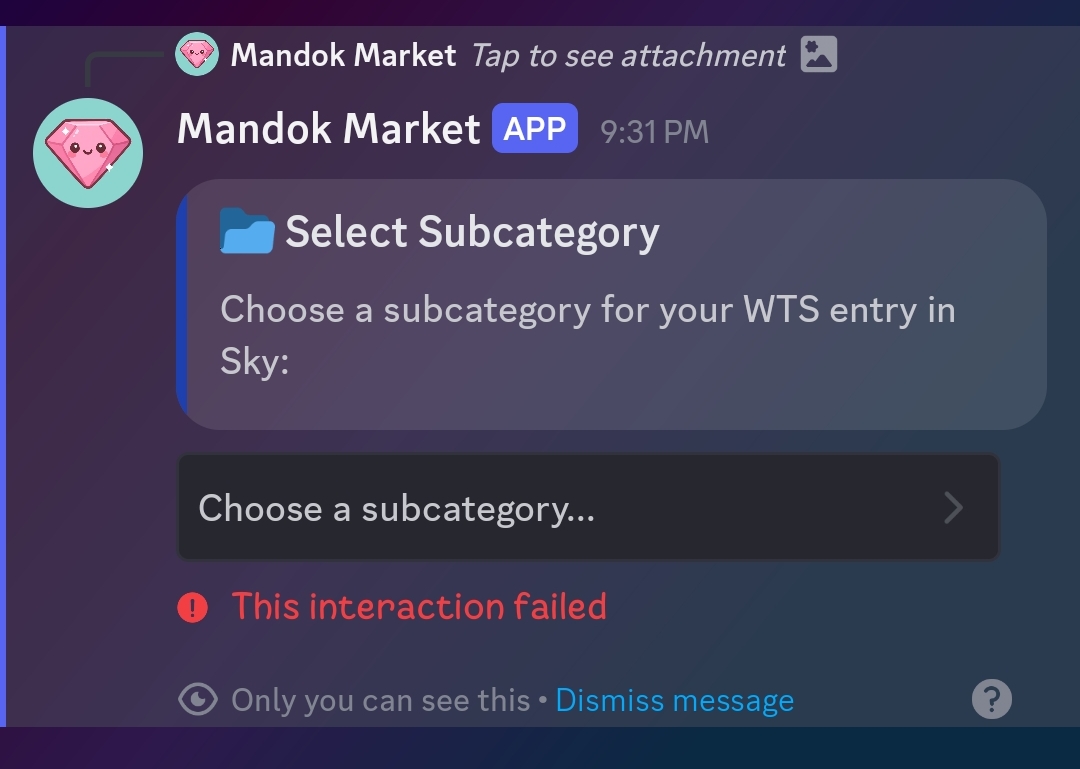 Mandok Market Tap to see attachment
Mandok Market APP 9:31 PM
Select Subcategory
Choose a subcategory for your WTS entry in
Sky:
Choose a subcategory...
This interaction failed
Only you can see this • Dismiss message